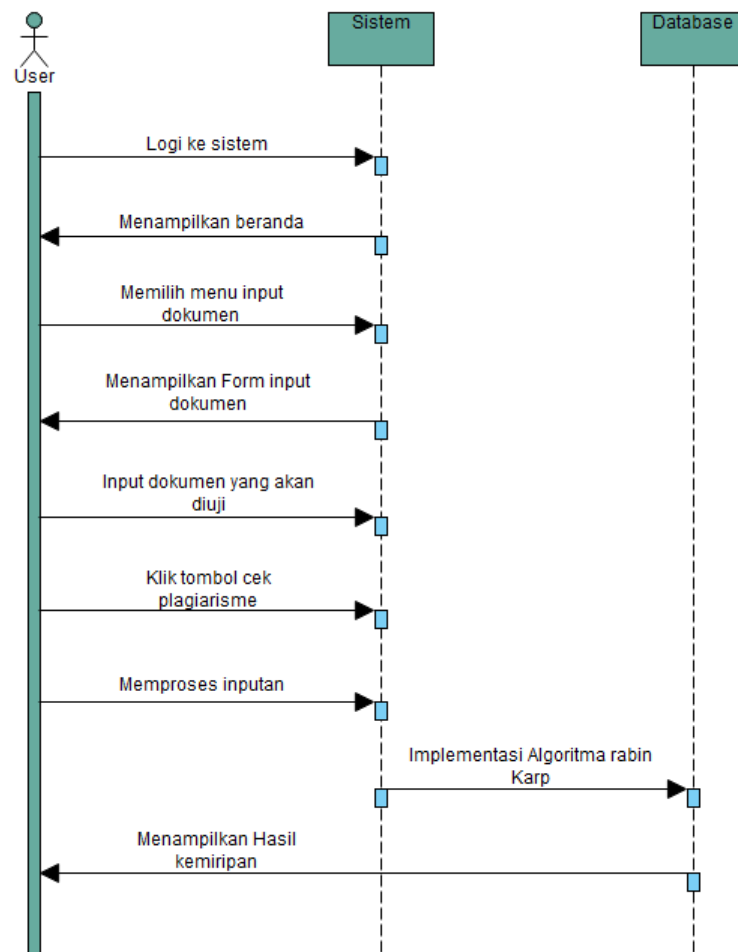 Sistem
Database
User
Logi ke sistem
Menampilkan beranda
Memilih menu input
dokumen
Menampilkan Form input
dokumen
Input dokumen yang akan
diuji
Klik tombol cek
plagiarisme
Memproses inputan
Implementasi Algoritma rabin
Karp
Menampilkan Hasil
kemiripan